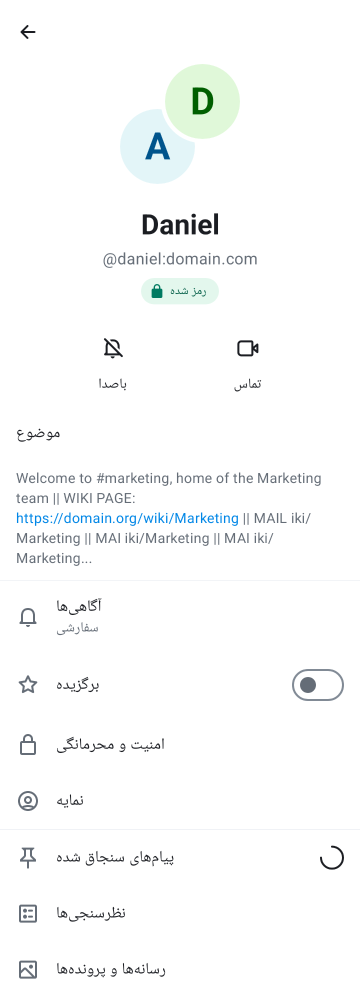 D
A
Daniel
@daniel:domain.com
رمز شده
باصدا
تماس
موضوع
Welcome to #marketing, home of the Marketing
team || WIKI PAGE:
https://domain.org/wiki/Marketing || MAIL iki/
Marketing || MAI iki/Marketing || MAI iki/
Marketing...
آگاهی‌ها
سفارشی
برگزیده
امنیت و محرمانگی
نمایه
پیام‌های سنجاق شده
نظرسنجی‌ها
رسانه‌ها و پرونده‌ها